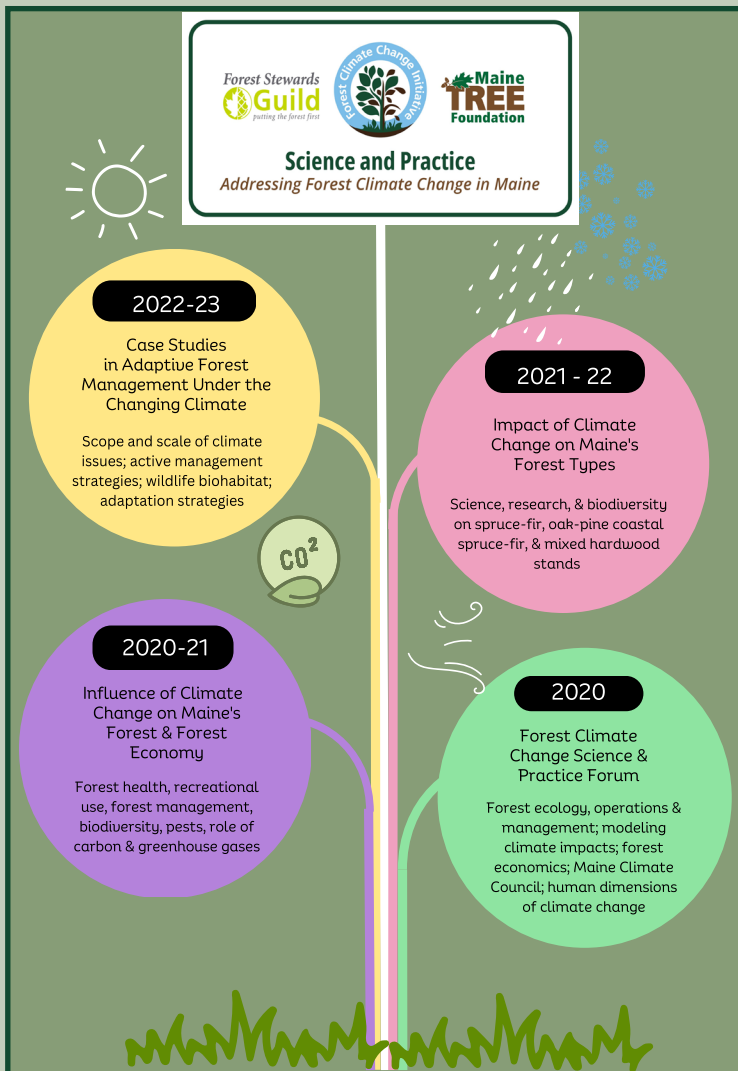 Forest Stewards
Guild
putting the forest first
Forest Climate Change Initiative
Maine
TREE
Foundation
Science and Practice
Addressing Forest Climate Change in Maine
2022-23
Case Studies
in Adaptive Forest
Management Under the
Changing Climate
Scope and scale of climate
issues; active management
strategies; wildlife biohabitat;
adaptation strategies
2021 - 22
Impact of Climate
Change on Maine's
Forest Types
Science, research, & biodiversity
on spruce-fir, oak-pine coastal
spruce-fir, & mixed hardwood
stands
CO²
2020-21
Influence of Climate
Change on Maine's
Forest & Forest
Economy
Forest health, recreational
use, forest management,
biodiversity, pests, role of
carbon & greenhouse gases
2020
Forest Climate
Change Science &
Practice Forum
Forest ecology, operations &
management; modeling
climate impacts; forest
economics; Maine Climate
Council; human dimensions
of climate change